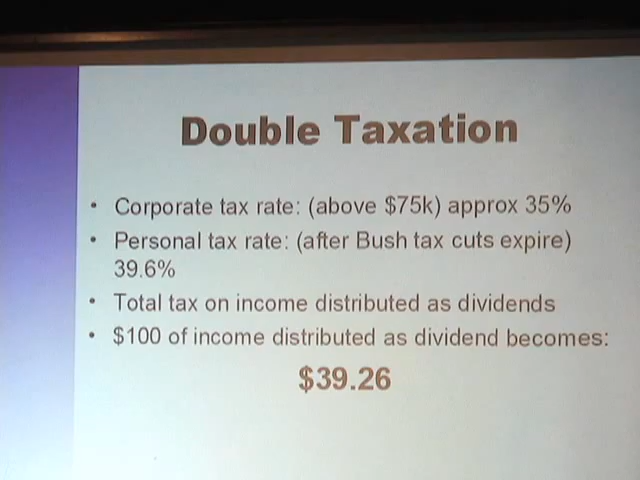 Double Taxation
• Corporate tax rate: (above $75k) approx 35%
• Personal tax rate: (after Bush tax cuts expire)
39.6%
• Total tax on income distributed as dividends
• $100 of income distributed as dividend becomes:
$39.26